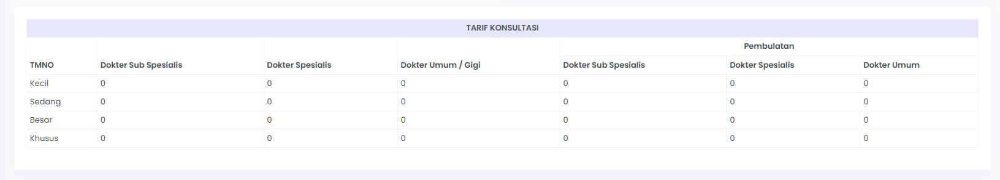 TARIF KONSULTASI
Pembulatan
TMNO Dokter Sub Spesialis Dokter Spesialis Dokter Umum / Gigi Dokter Sub Spesialis Dokter Spesialis Dokter Umum
Kecil 0 0 0 0 0 0
Sedang 0 0 0 0 0 0
Besar 0 0 0 0 0 0
Khusus 0 0 0 0 0 0